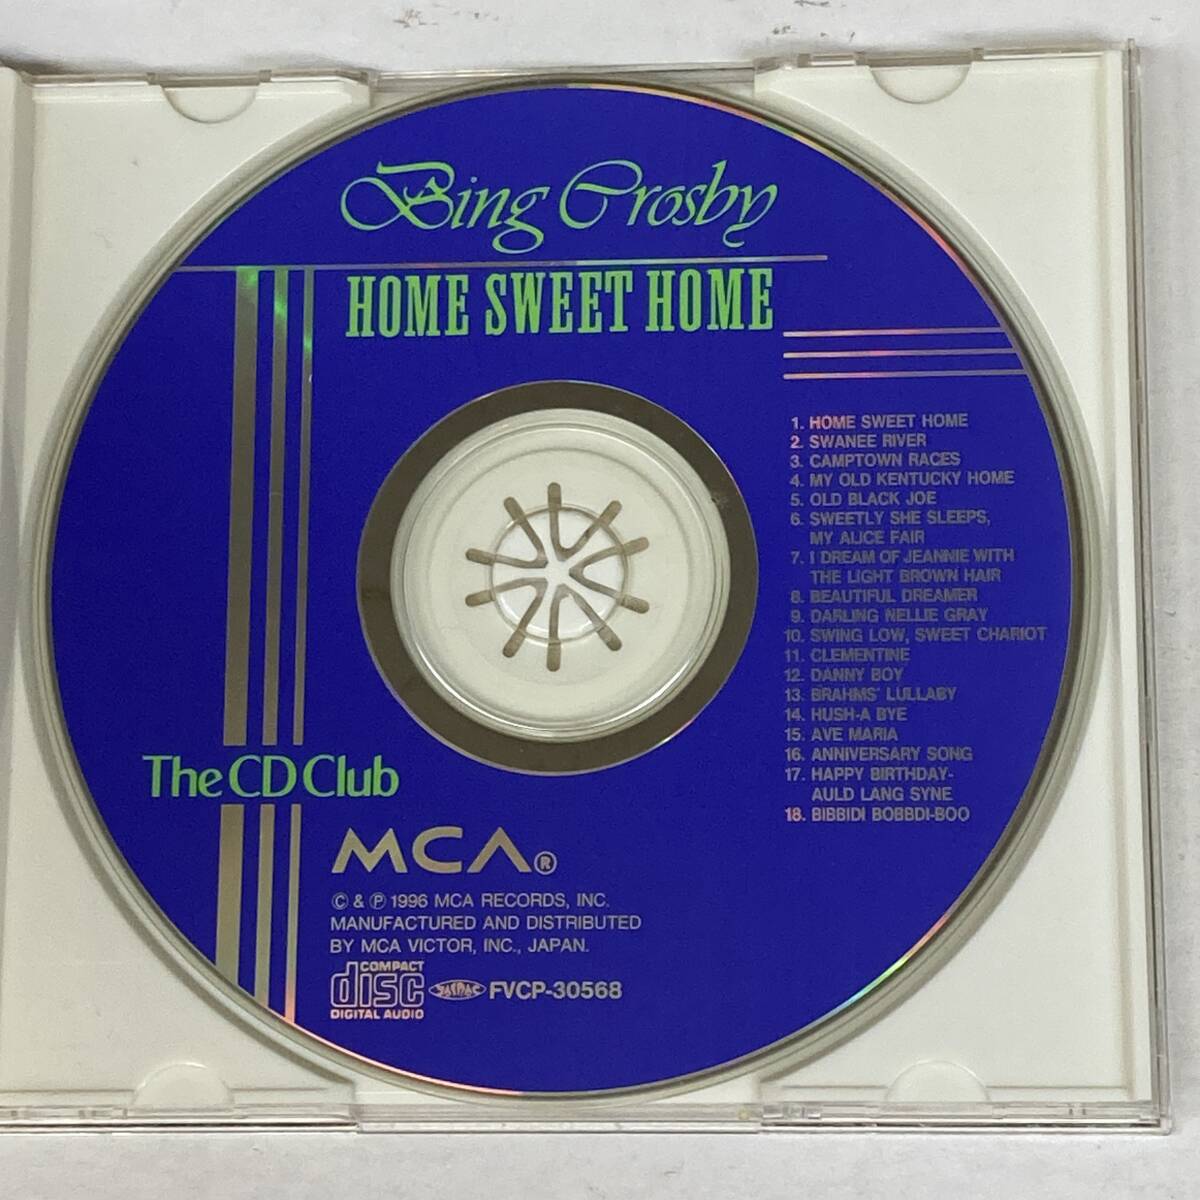 Bing Crosby
HOME SWEET HOME
1. HOME SWEET HOME
2. SWANEE RIVER
3. CAMPTOWN RACES
4. MY OLD KENTUCKY HOME
5. OLD BLACK JOE
6. SWEETLY SHE SLEEPS,
MY ALICE FAIR
7. I DREAM OF JEANNIE WITH
THE LIGHT BROWN HAIR
8. BEAUTIFUL DREAMER
9. DARLING NELLIE GRAY
10. SWING LOW, SWEET CHARIOT
11. CLEMENTINE
12. DANNY BOY
13. BRAHMS' LULLABY
14. HUSH-A BYE
15. AVE MARIA
16. ANNIVERSARY SONG
17. HAPPY BIRTHDAY-
AULD LANG SYNE
18. BIBBIDI BOBBDI-BOO
The CD Club
MCA®
© & ℗ 1996 MCA RECORDS, INC.
MANUFACTURED AND DISTRIBUTED
BY MCA VICTOR, INC., JAPAN.
COMPACT
disc
DIGITAL AUDIO
JASRAC
FVCP-30568